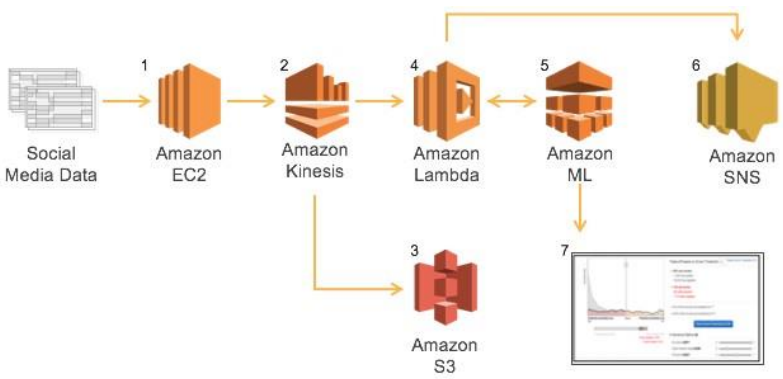 1
2
4
5
6
Social
Media Data
Amazon
EC2
Amazon
Kinesis
Amazon
Lambda
Amazon
ML
Amazon
SNS
3
7
Amazon
S3